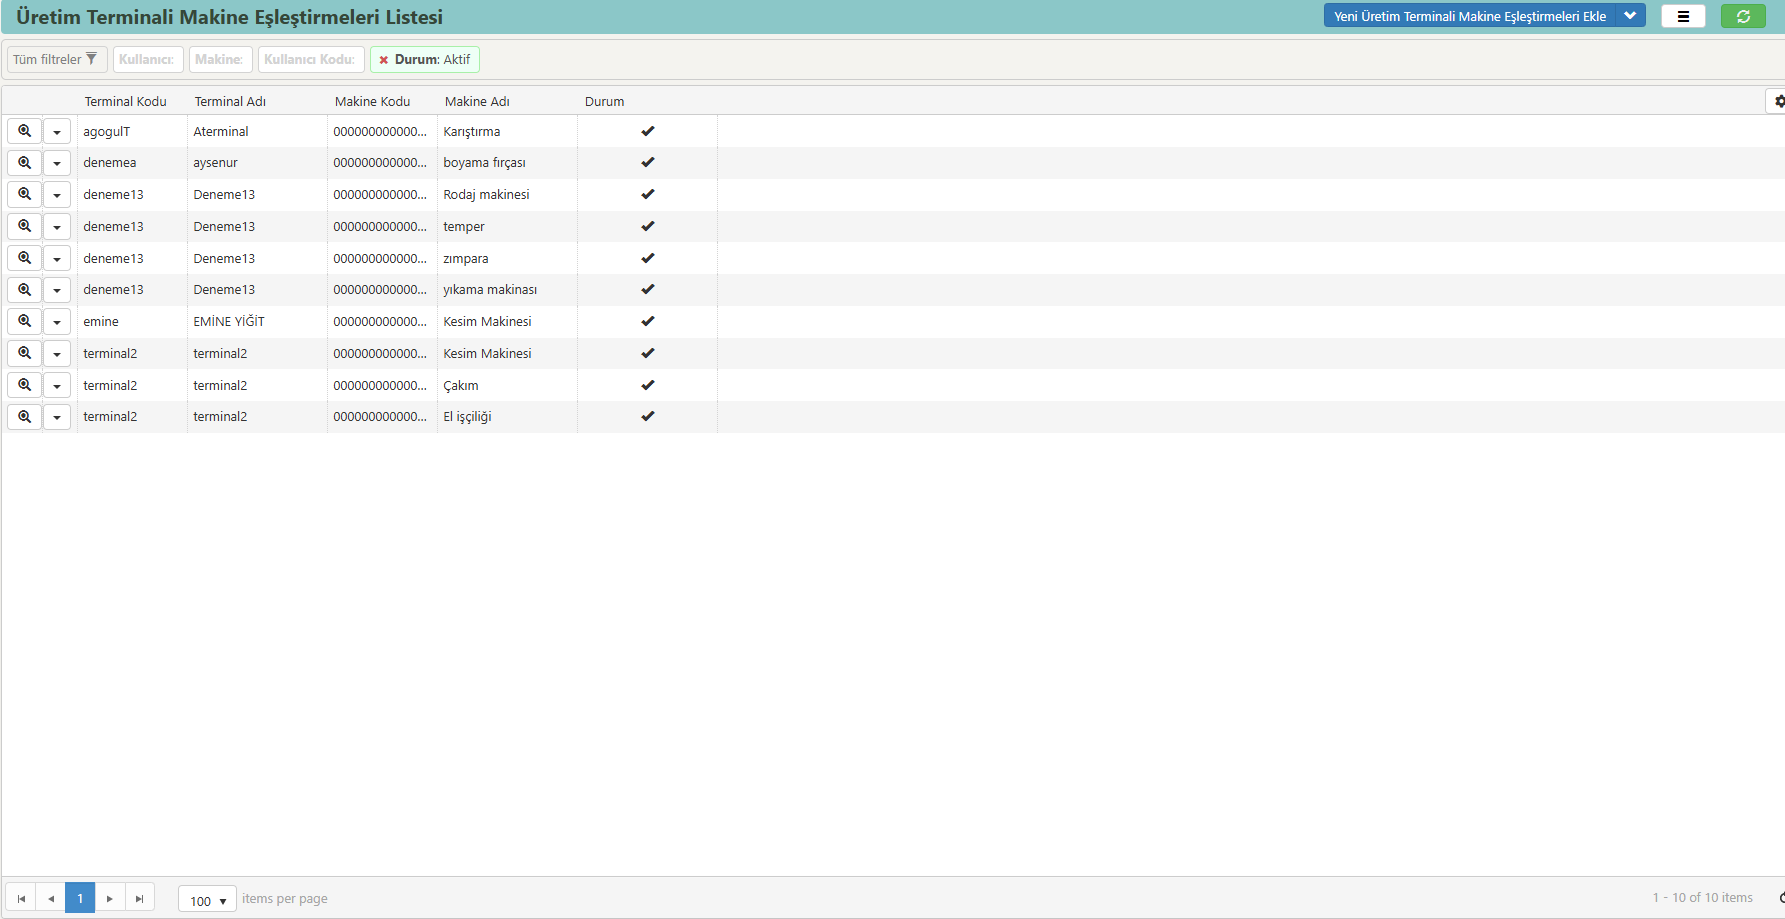 Üretim Terminali Makine Eşleştirmeleri Listesi
Yeni Üretim Terminali Makine Eşleştirmeleri Ekle
Tüm filtreler Kullanıcı: Makine: Kullanıcı Kodu: Durum: Aktif
Terminal Kodu Terminal Adı Makine Kodu Makine Adı Durum
agogulT Aterminal 000000000000... Karıştırma
denemea aysenur 000000000000... boyama fırçası
deneme13 Deneme13 000000000000... Rodaj makinesi
deneme13 Deneme13 000000000000... temper
deneme13 Deneme13 000000000000... zımpara
deneme13 Deneme13 000000000000... yıkama makinası
emine EMİNE YİĞİT 000000000000... Kesim Makinesi
terminal2 terminal2 000000000000... Kesim Makinesi
terminal2 terminal2 000000000000... Çakım
terminal2 terminal2 000000000000... El işçiliği
1 100 items per page 1 - 10 of 10 items